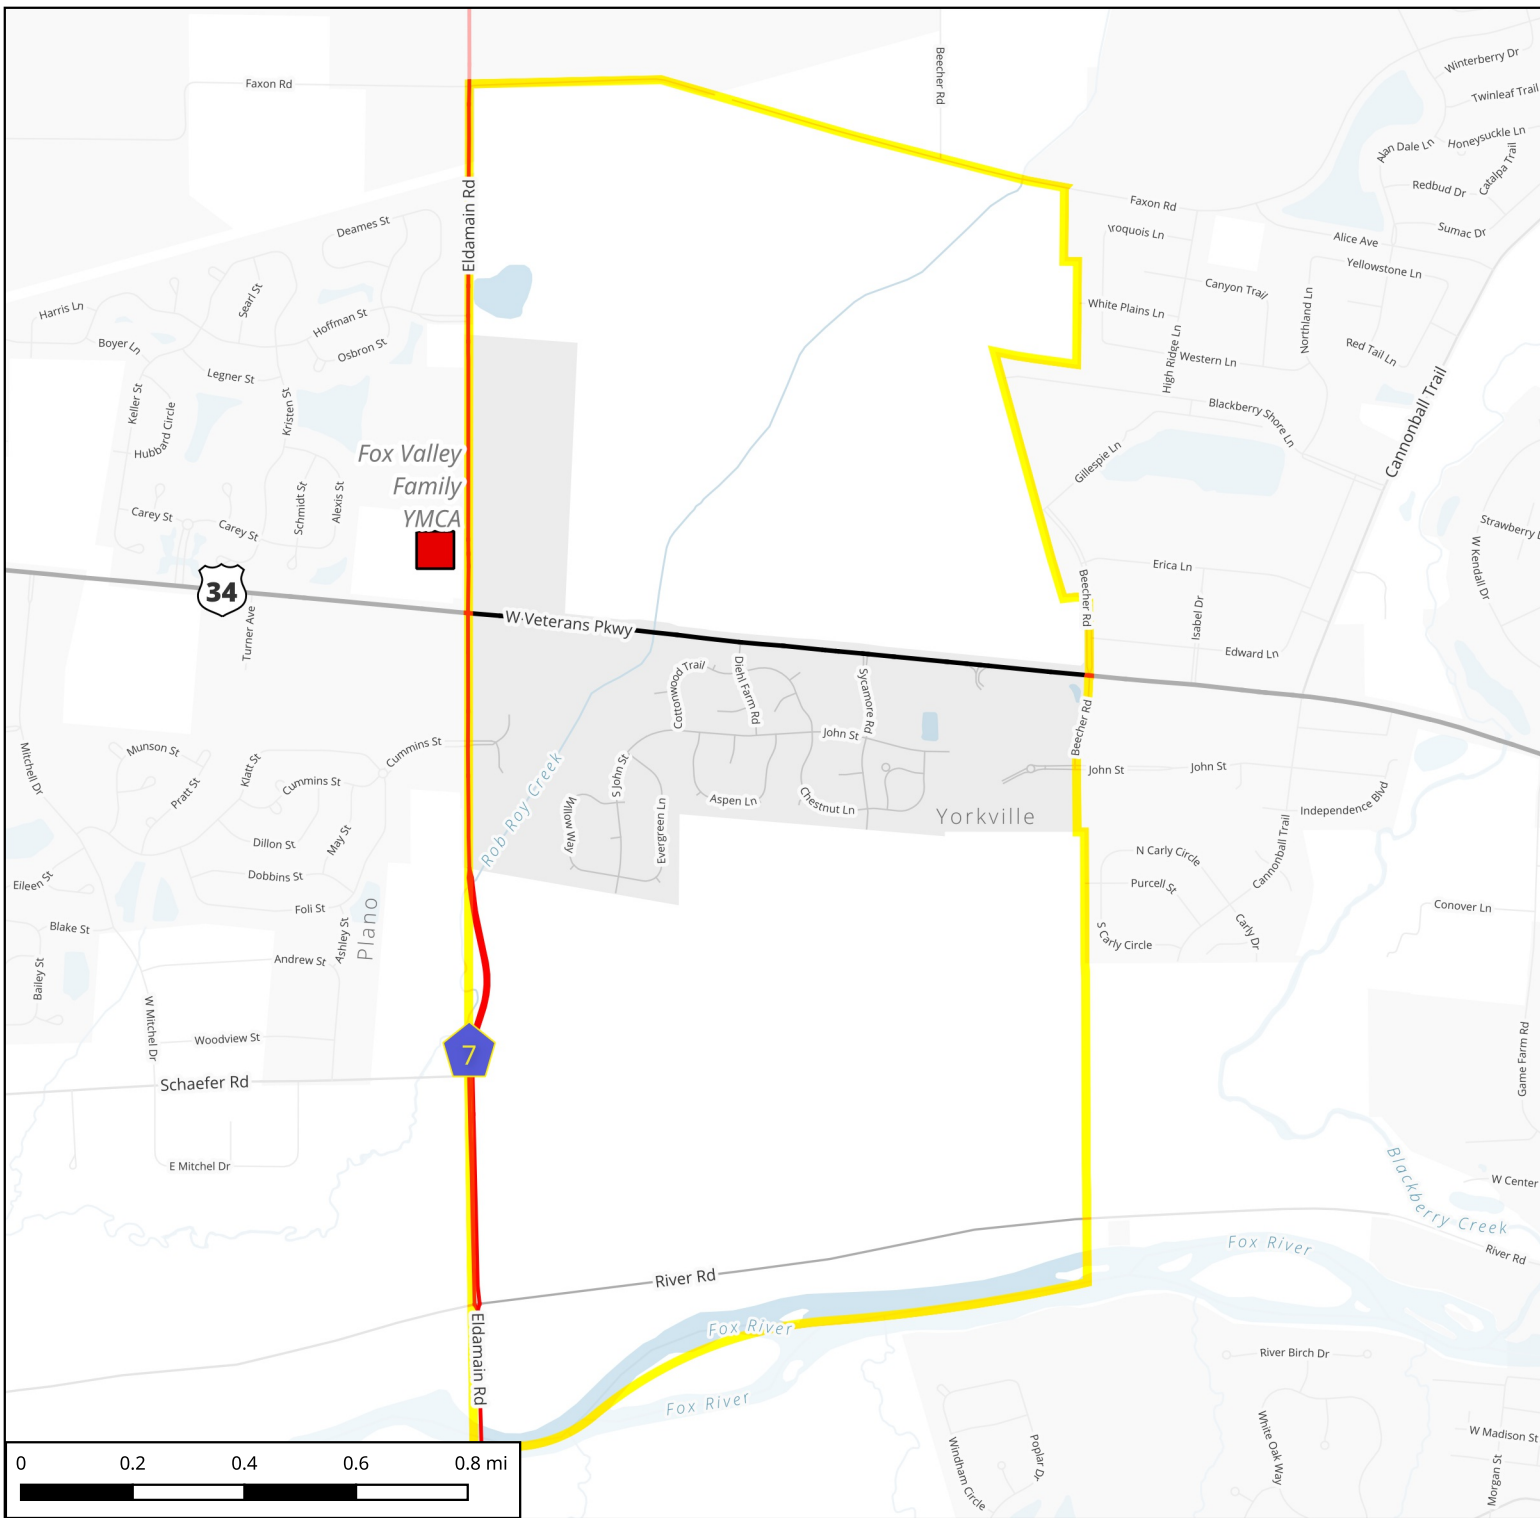 Faxon Rd
Beecher Rd
Winterberry Dr
Twinleaf Trail
Honeysuckle Ln
Alan Dale Ln
Catalpa Trail
Redbud Dr
Sumac Dr
Faxon Rd
Iroquois Ln
Alice Ave
Yellowstone Ln
Eldamain Rd
Deames St
Searl St
Harris Ln
Hoffman St
Boyer Ln
Osbron St
Canyon Trail
Northland Ln
White Plains Ln
High Ridge Ln
Western Ln
Red Tail Ln
Legner St
Keller St
Hubbard Circle
Kristen St
Blackberry Shore Ln
Cannonball Trail
Gillespie Ln
Fox Valley
Family
YMCA
Schmidt St
Alexis St
Carey St
Carey St
Strawberry L
W Kendall Dr
34
Turner Ave
W Veterans Pkwy
Beecher Rd
Erica Ln
Isabel Dr
Edward Ln
Cottonwood Trail
Diehl Farm Rd
Sycamore Rd
Beecher Rd
John St
Munson St
Mitchell Dr
Klatt St
Cummins St
Cummins St
Pratt St
Rob Roy Creek
S John St
Willow Way
Evergreen Ln
Aspen Ln
Chestnut Ln
Yorkville
John St
John St
Independence Blvd
Cannonball Trail
Dillon St
May St
Dobbins St
Eileen St
Foli St
Blake St
Ashley St
Plano
Andrew St
Bailey St
N Carly Circle
Purcell St
S Carly Circle
Carly Dr
Conover Ln
W Mitchel Dr
Woodview St
Schaefer Rd
E Mitchel Dr
7
Game Farm Rd
Blackberry Creek
W Center
River Rd
River Rd
Fox River
Fox River
Fox River
Eldamain Rd
River Birch Dr
White Oak Way
Windham Circle
Poplar Dr
W Madison St
Morgan St
0 0.2 0.4 0.6 0.8 mi